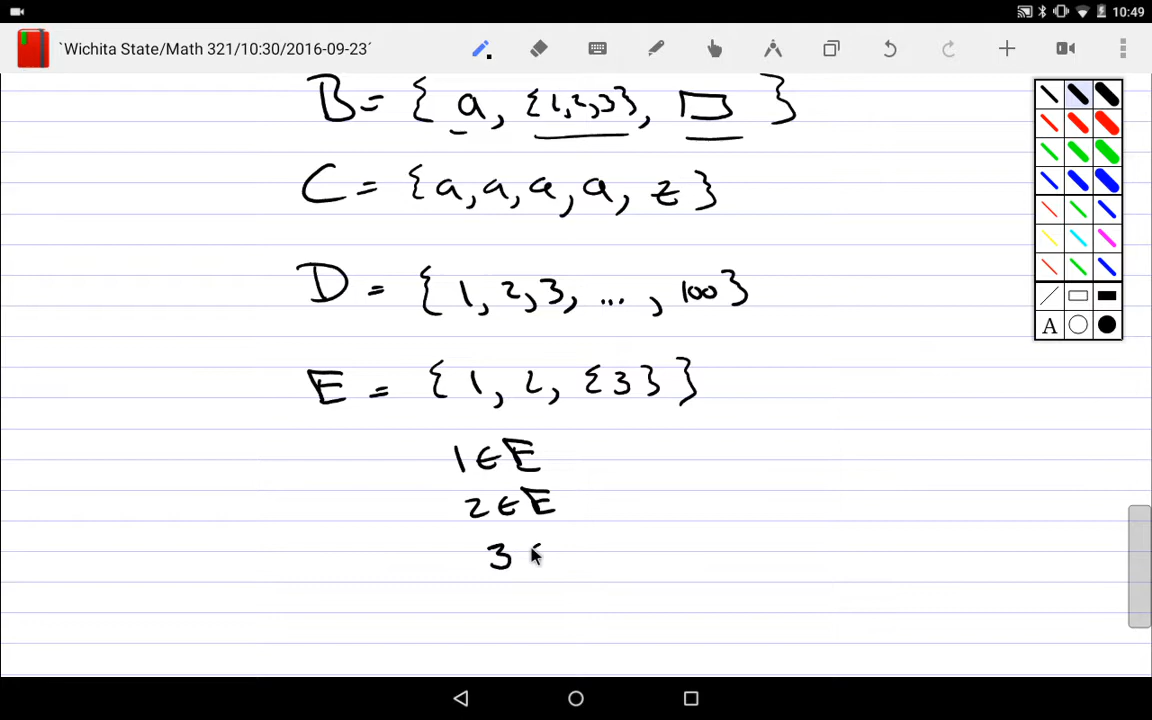 10:49
`Wichita State/Math 321/10:30/2016-09-23´
B = { a, {1,2,3}, □ }
C = {a, a, a, a, z}
D = { 1, 2, 3, ..., 100}
E = { 1, 2, {3} }
1 ∈ E
2 ∈ E
3
A